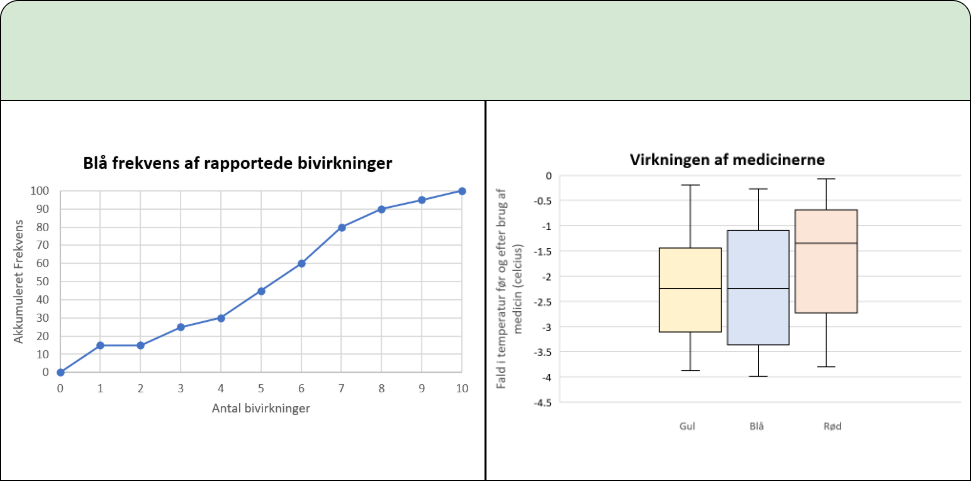 Blå frekvens af rapportede bivirkninger
100
90
80
70
60
50
40
30
20
10
0
0 1 2 3 4 5 6 7 8 9 10
Akkumuleret Frekvens
Antal bivirkninger
Virkningen af medicinerne
0
-0.5
-1
-1.5
-2
-2.5
-3
-3.5
-4
-4.5
Fald i temperatur før og efter brug af
medicin (celcius)
Gul Blå Rød